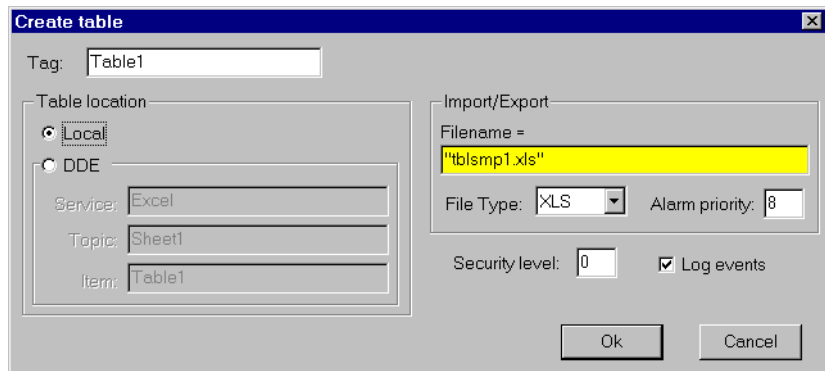 Create table
Tag: Table1
Table location
Local
DDE
Service: Excel
Topic: Sheet1
Item: Table1
Import/Export
Filename =
"tblsmp1.xls"
File Type: XLS Alarm priority: 8
Security level: 0 Log events
Ok Cancel